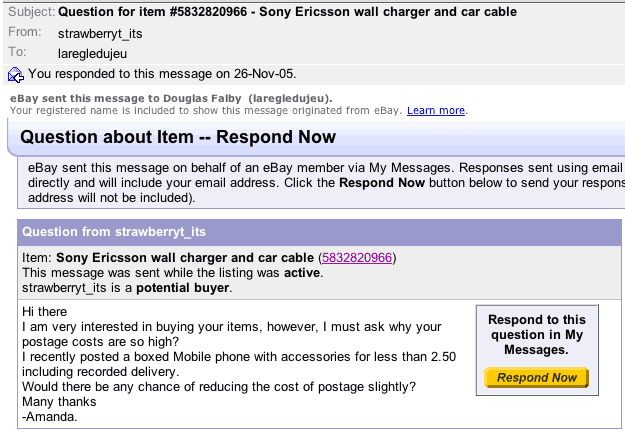 Subject: Question for item #5832820966 - Sony Ericsson wall charger and car cable
From: strawberryt_its
To: laregledujeu
You responded to this message on 26-Nov-05.
eBay sent this message to Douglas Falby (laregledujeu).
Your registered name is included to show this message originated from eBay. Learn more.
Question about Item -- Respond Now
eBay sent this message on behalf of an eBay member via My Messages. Responses sent using email
directly and will include your email address. Click the Respond Now button below to send your respons
address will not be included).
Question from strawberryt_its
Item: Sony Ericsson wall charger and car cable (5832820966)
This message was sent while the listing was active.
strawberryt_its is a potential buyer.
Hi there
I am very interested in buying your items, however, I must ask why your
postage costs are so high?
I recently posted a boxed Mobile phone with accessories for less than 2.50
including recorded delivery.
Would there be any chance of reducing the cost of postage slightly?
Many thanks
-Amanda.
Respond to this
question in My
Messages.
Respond Now